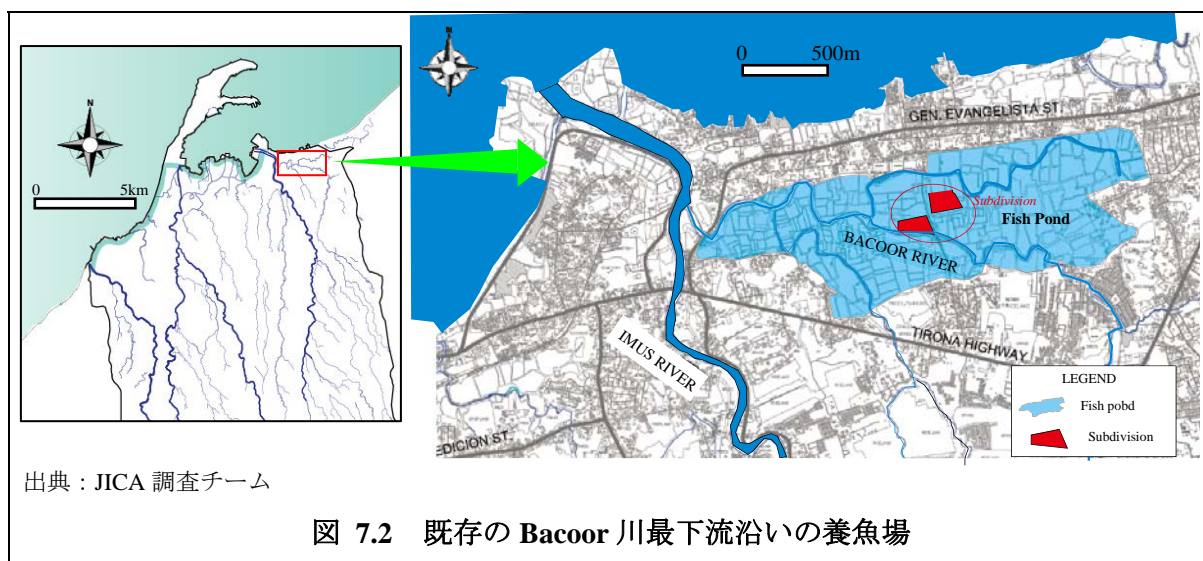 N
0
5km
N
0 500m
GEN. EVANGELISTA ST.
Subdivision
Fish Pond
BACOOR RIVER
TIRONA HIGHWAY
IMUS RIVER
EDICION ST.
LEGEND
Fish pobd
Subdivision
出典：JICA 調査チーム
図 7.2 既存の Bacoor 川最下流沿いの養魚場